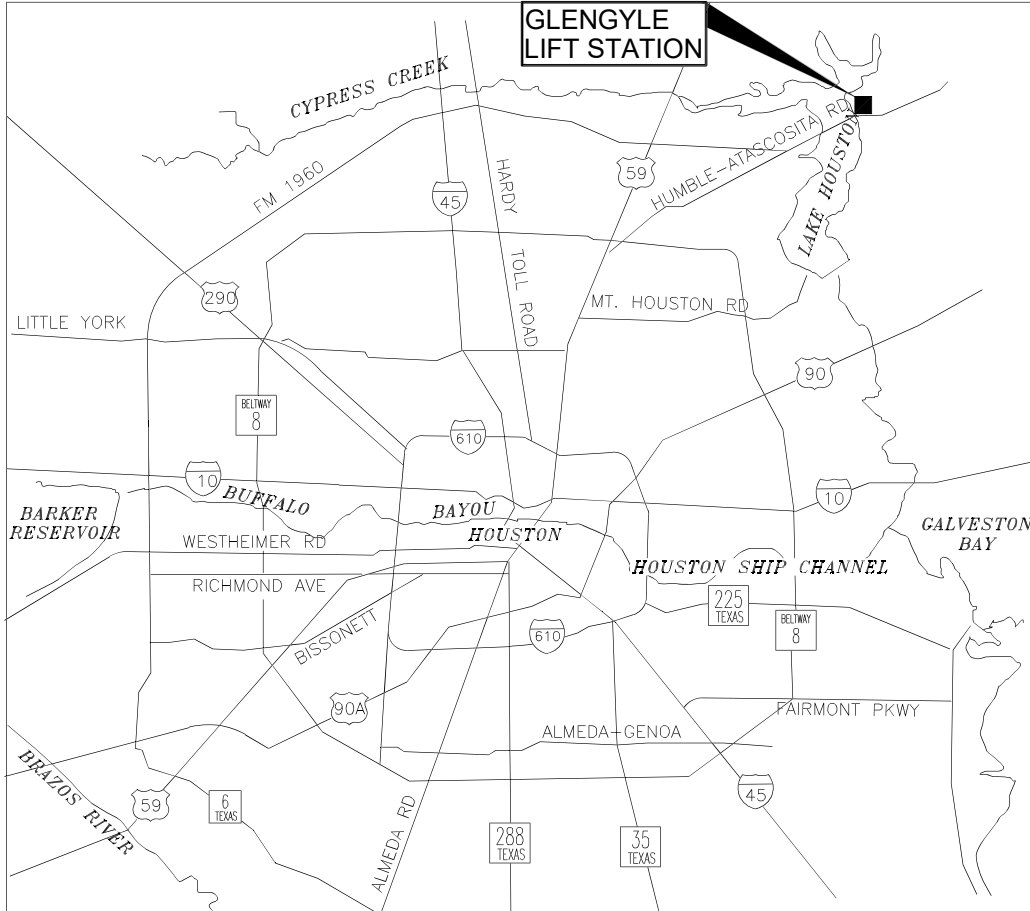 GLENGYLE
LIFT STATION
CYPRESS CREEK
HUMBLE-ATASCOSITA RD
LAKE HOUSTON
FM 1960
HARDY
TOLL ROAD
59
45
290
MT. HOUSTON RD
LITTLE YORK
90
BELTWAY
8
610
10
BUFFALO
BAYOU
10
BARKER
RESERVOIR
HOUSTON
GALVESTON
BAY
WESTHEIMER RD
HOUSTON SHIP CHANNEL
RICHMOND AVE
225
TEXAS
BISSONETT
610
BELTWAY
8
90A
FAIRMONT PKWY
ALMEDA-GENOA
BRAZOS RIVER
59
6
TEXAS
ALMEDA RD
288
TEXAS
35
TEXAS
45